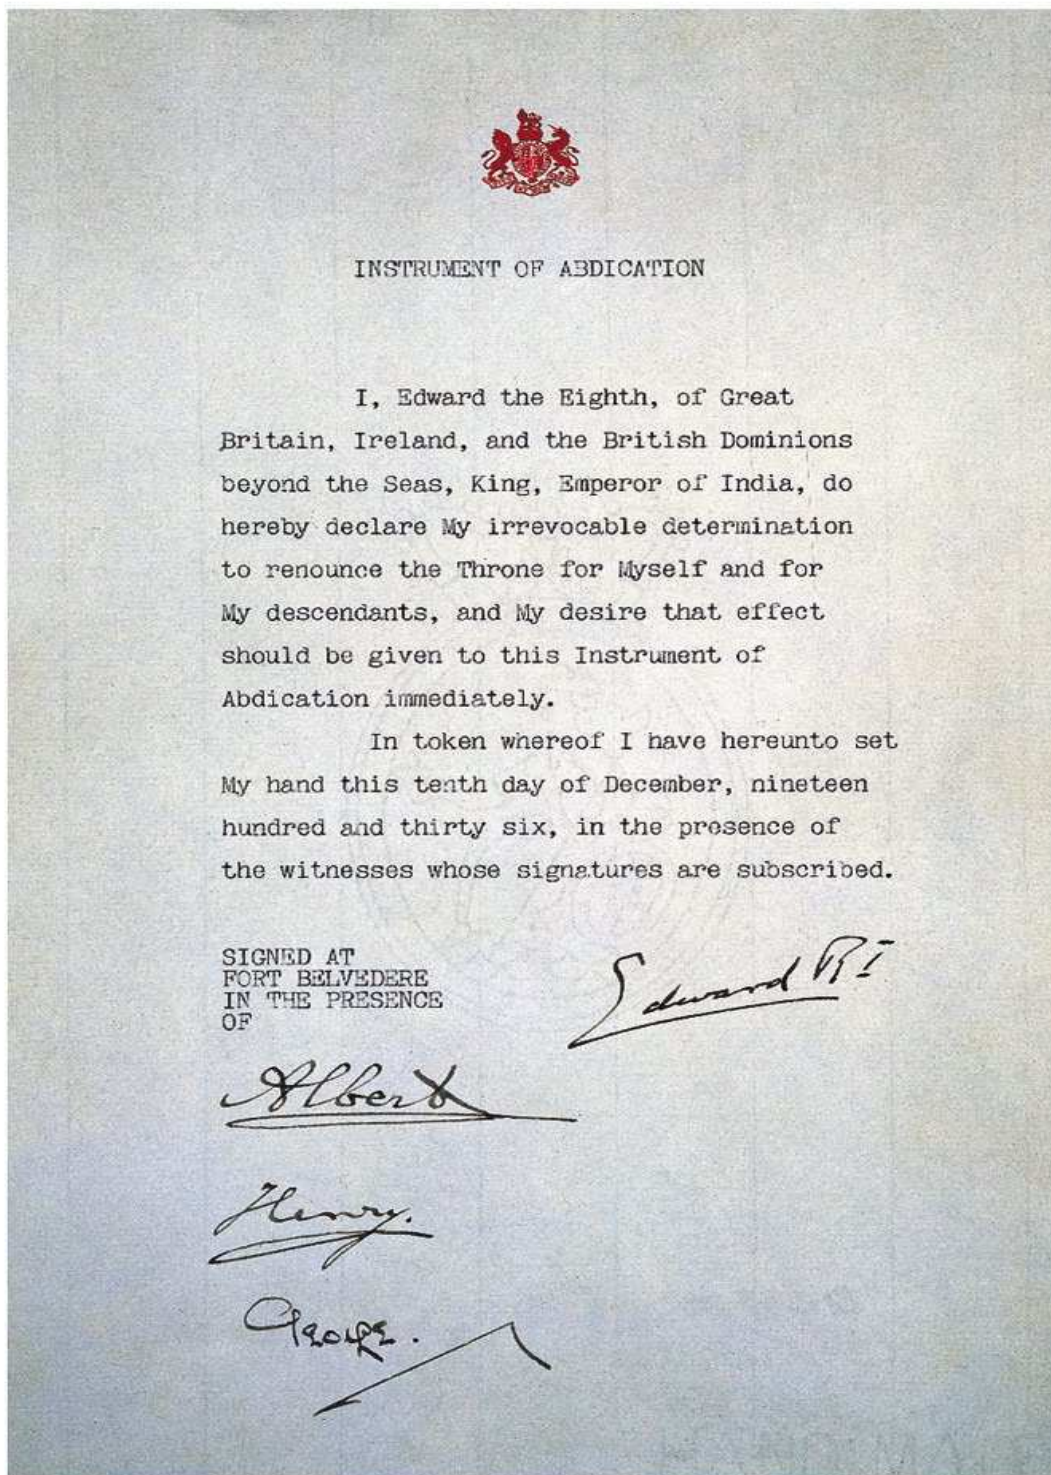 INSTRUMENT OF ABDICATION
I, Edward the Eighth, of Great
Britain, Ireland, and the British Dominions
beyond the Seas, King, Emperor of India, do
hereby declare My irrevocable determination
to renounce the Throne for Myself and for
My descendants, and My desire that effect
should be given to this Instrument of
Abdication immediately.
In token whereof I have hereunto set
My hand this tenth day of December, nineteen
hundred and thirty six, in the presence of
the witnesses whose signatures are subscribed.
SIGNED AT
FORT BELVEDERE
IN THE PRESENCE
OF
Edward RI
Albert
Henry.
George.